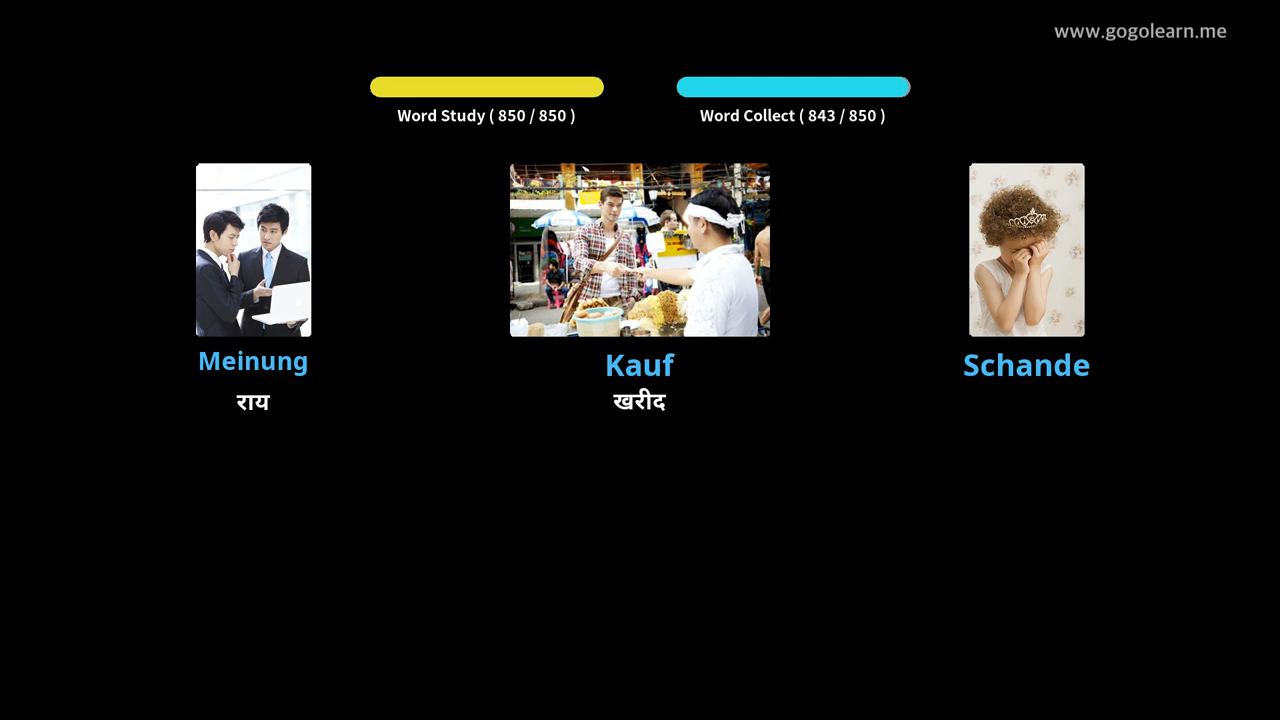 www.gogolearn.me
Word Study ( 850 / 850 )
Word Collect ( 843 / 850 )
Meinung
राय
Kauf
खरीद
Schande